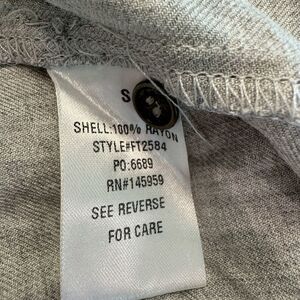 S
SHELL:100% RAYON
STYLE#FT2584
PO:6689
RN#145959
SEE REVERSE
FOR CARE